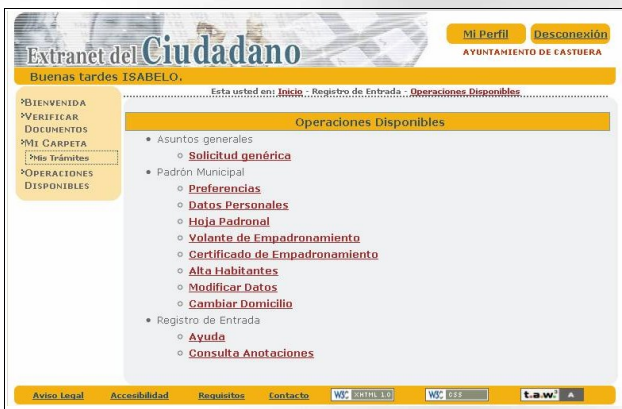 Extranet del Ciudadano
Mi Perfil Desconexión
AYUNTAMIENTO DE CASTUERA
Buenas tardes ISABELO.
Esta usted en: Inicio - Registro de Entrada - Operaciones Disponibles
BIENVENIDA
VERIFICAR
DOCUMENTOS
MI CARPETA
Mis Trámites
OPERACIONES
DISPONIBLES
Operaciones Disponibles
Asuntos generales
Solicitud genérica
Padrón Municipal
Preferencias
Datos Personales
Hoja Padronal
Volante de Empadronamiento
Certificado de Empadronamiento
Alta Habitantes
Modificar Datos
Cambiar Domicilio
Registro de Entrada
Ayuda
Consulta Anotaciones
Aviso Legal Accesibilidad Requisitos Contacto W3C XHTML 1.0 W3C CSS t.a.w.³ A